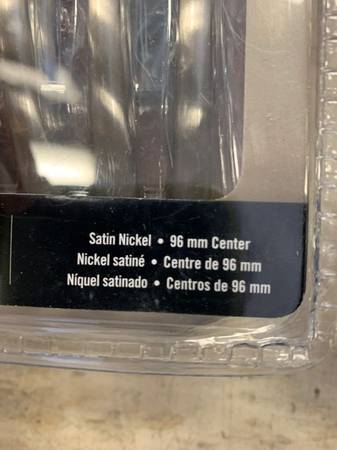 Satin Nickel • 96 mm Center
Nickel satiné • Centre de 96 mm
Níquel satinado • Centros de 96 mm